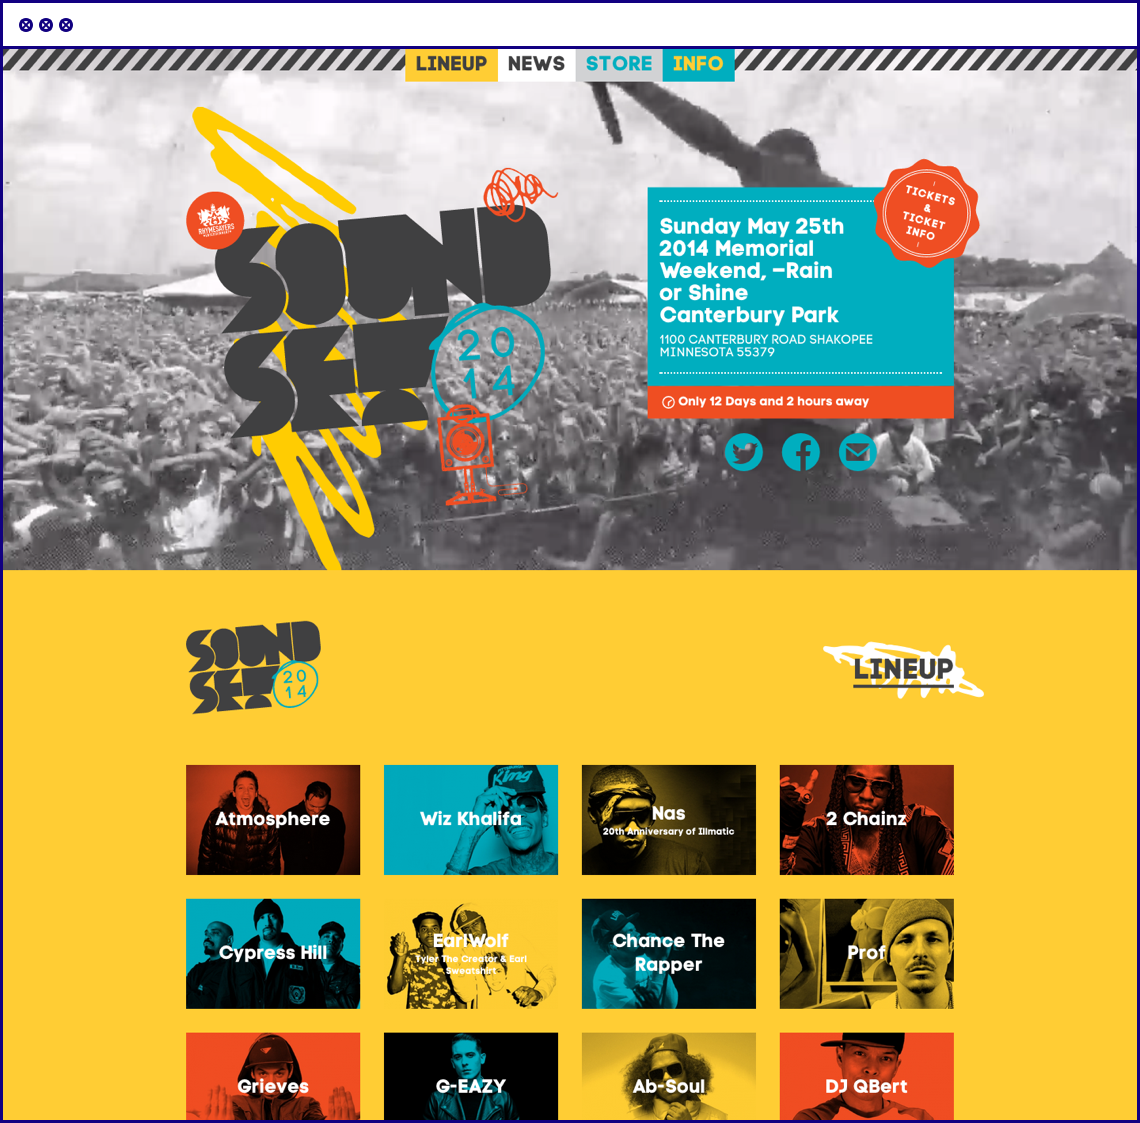 LINEUP NEWS STORE INFO
RHYMESAYERS
SOUND
SET
20
14
TICKETS
&
TICKET
INFO
Sunday May 25th
2014 Memorial
Weekend, –Rain
or Shine
Canterbury Park
1100 CANTERBURY ROAD SHAKOPEE
MINNESOTA 55379
Only 12 Days and 2 hours away
SOUND
SET
20
14
LINEUP
Atmosphere
King
Wiz Khalifa
Nas
20th Anniversary of Illmatic
2 Chainz
Cypress Hill
EarlWolf
Tyler The Creator & Earl
Sweatshirt
Chance The
Rapper
Prof
Grieves
G-EAZY
Ab-Soul
DJ QBert